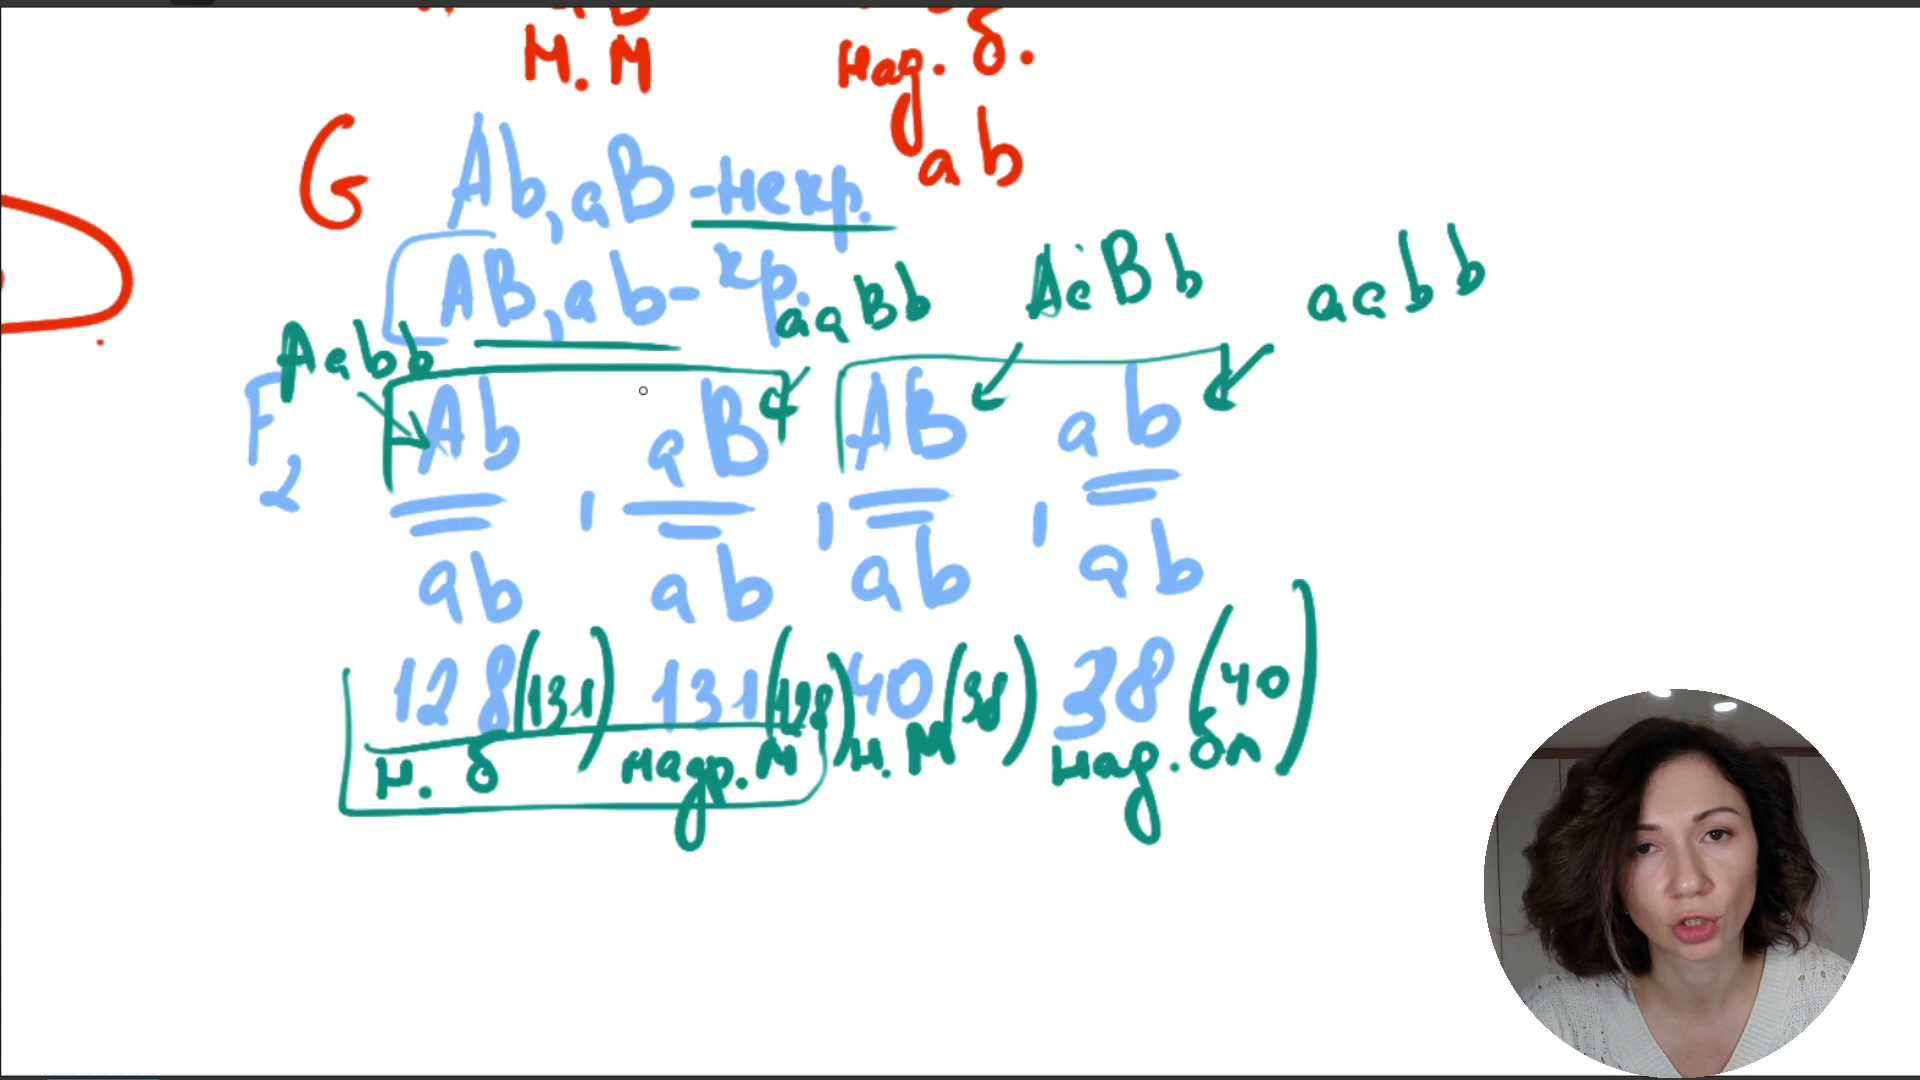 н. м над. б.
G Ab, aB - некр. ab
AB, ab - кр. aaBb AaBb aabb
Aabb
F2 Ab , aB , AB , ab
ab ab ab ab
128 (131) 131 (128) 40 (38) 38 (40)
н. б надр. м н. м над. бл